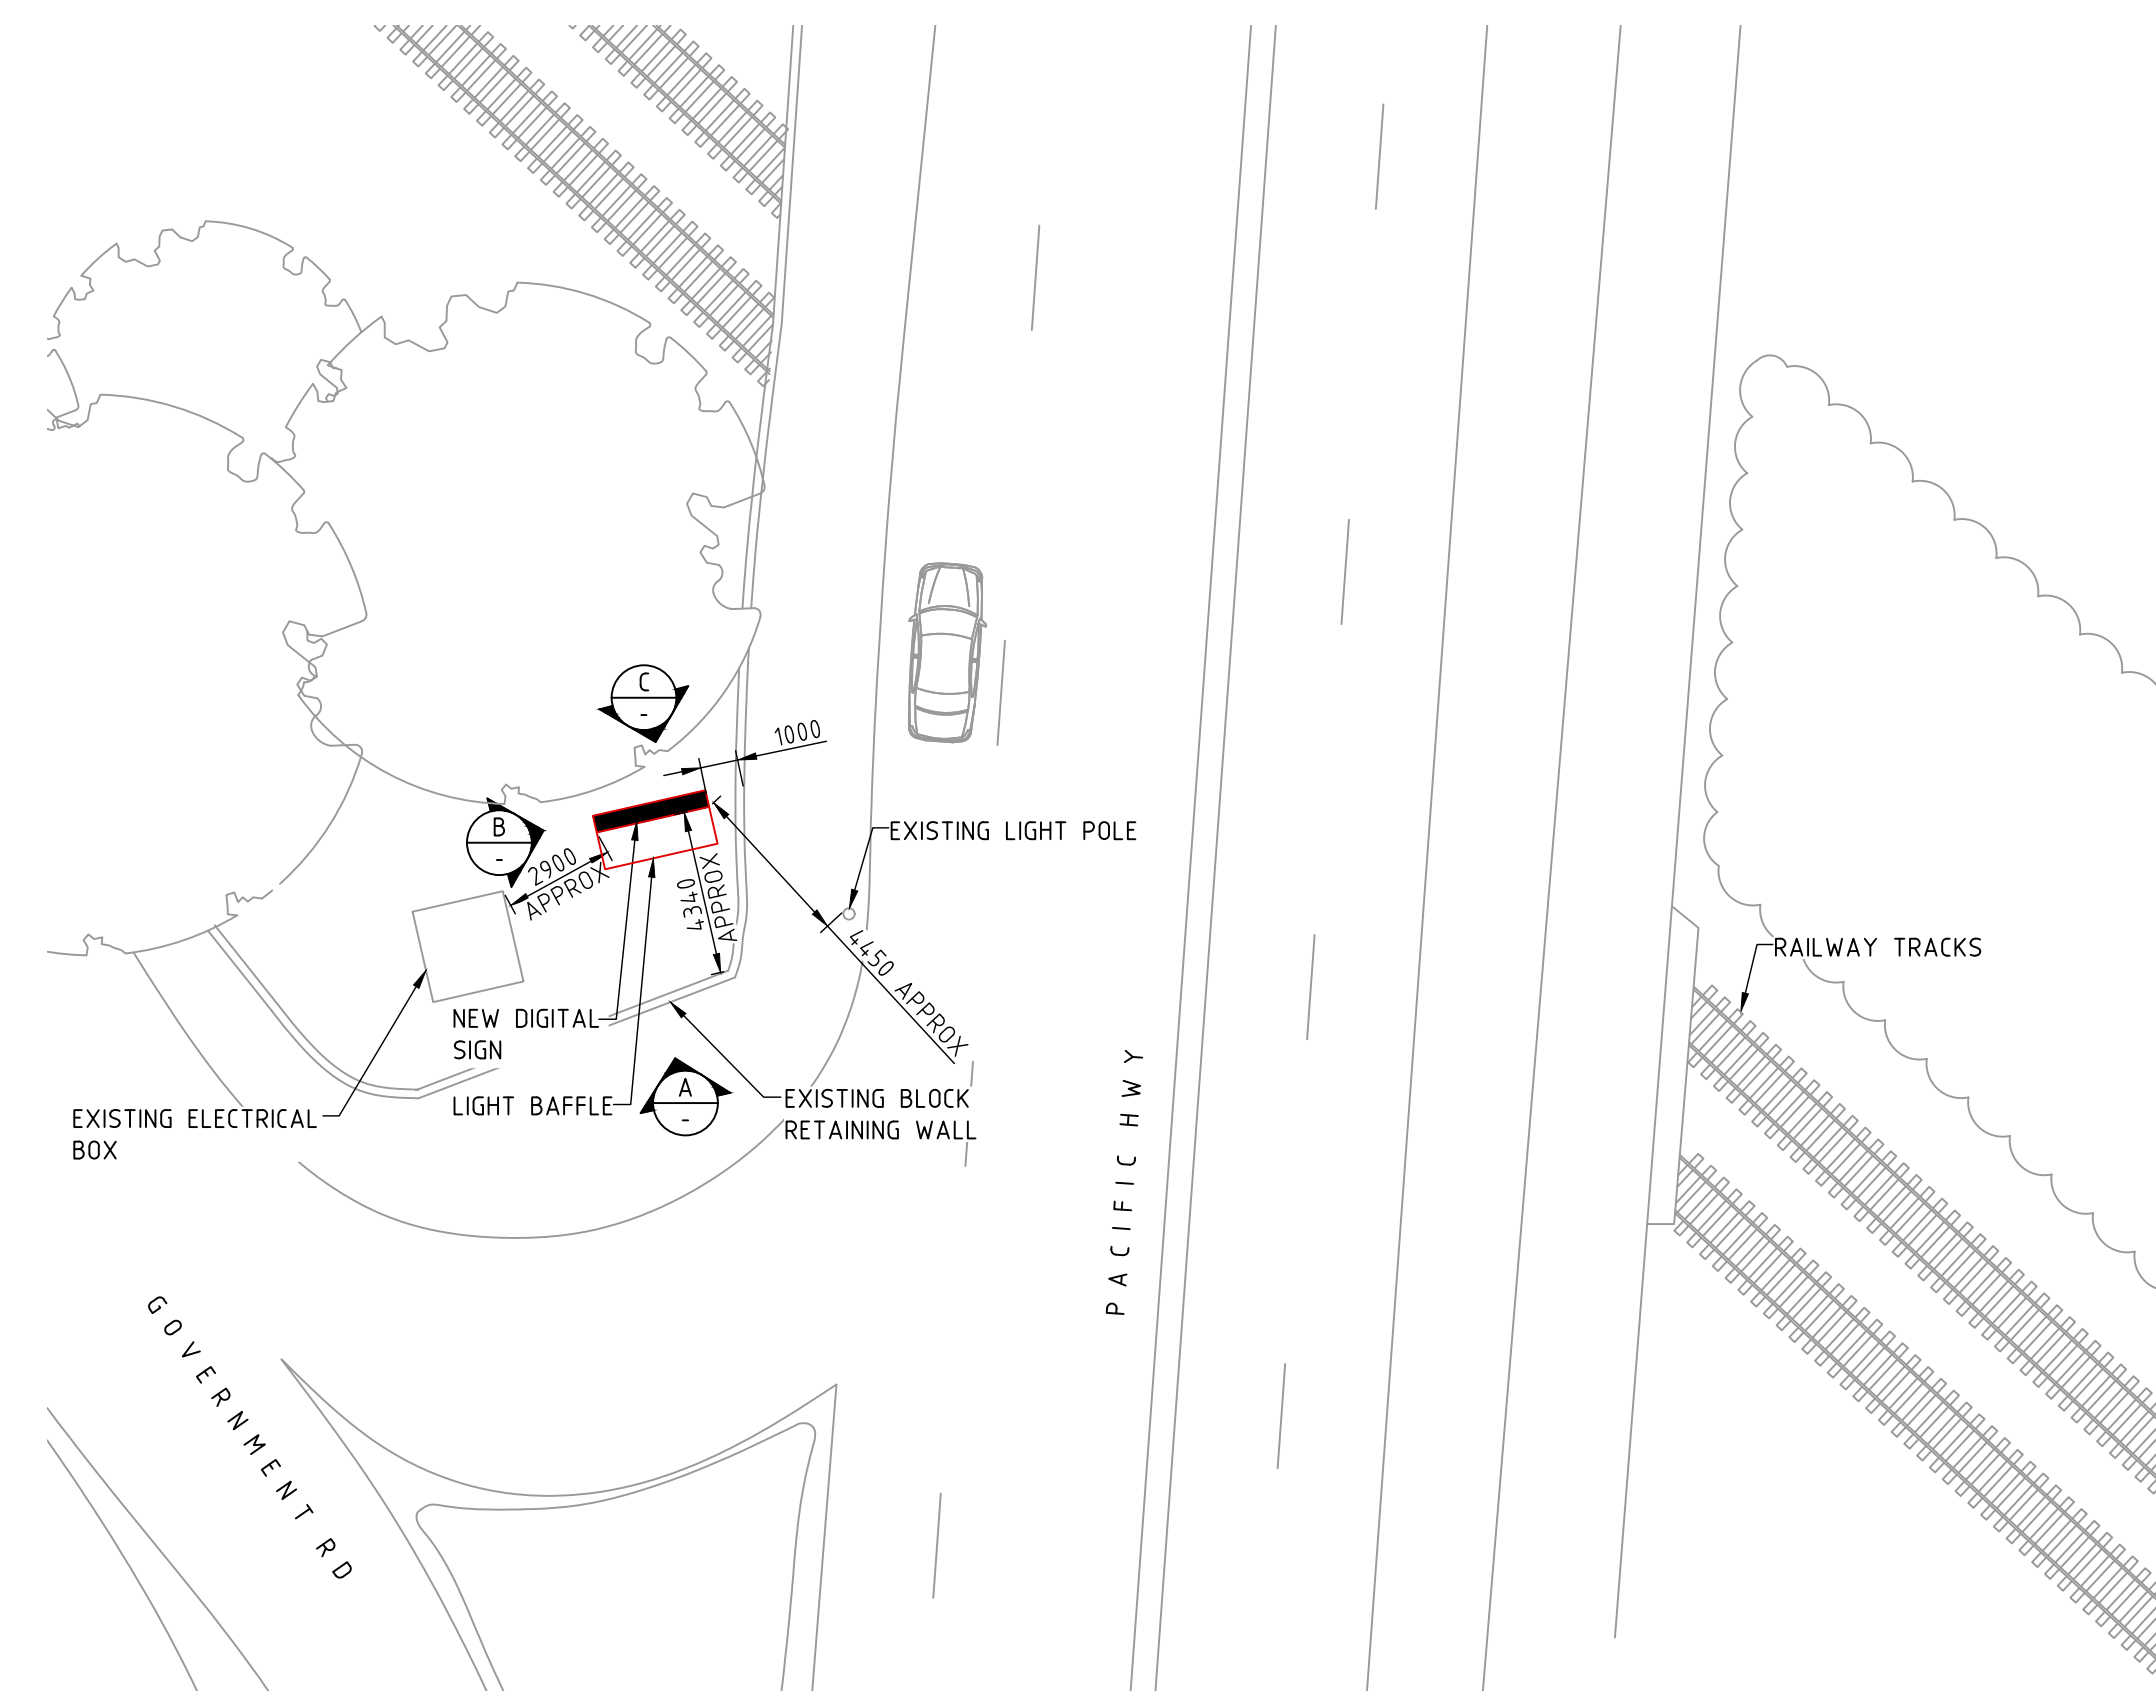 C
-
1000
B
-
2900
APPROX
4340
APPROX
EXISTING LIGHT POLE
4450 APPROX
RAILWAY TRACKS
NEW DIGITAL
SIGN
LIGHT BAFFLE
A
-
EXISTING BLOCK
RETAINING WALL
EXISTING ELECTRICAL
BOX
PACIFIC HWY
GOVERNMENT RD